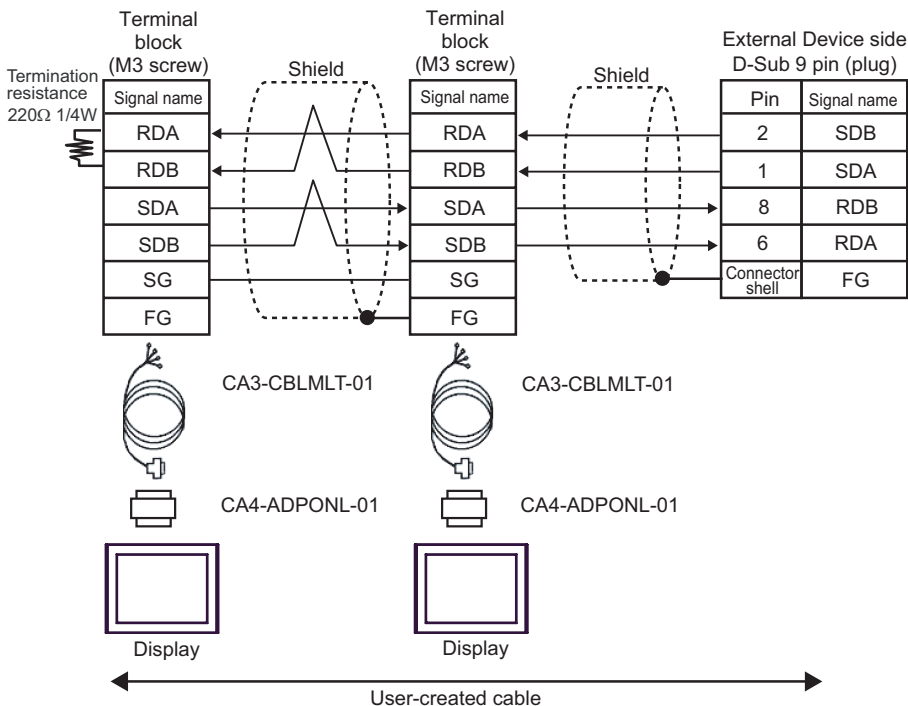 Terminal
block
(M3 screw)
Terminal
block
(M3 screw)
External Device side
D-Sub 9 pin (plug)
Termination
resistance
220Ω 1/4W
Shield
Shield
Signal name
Signal name
Pin Signal name
RDA
RDA
2 SDB
RDB
RDB
1 SDA
SDA
SDA
8 RDB
SDB
SDB
6 RDA
SG
SG
Connector
shell
FG
FG
FG
CA3-CBLMLT-01
CA3-CBLMLT-01
CA4-ADPONL-01
CA4-ADPONL-01
Display
Display
User-created cable